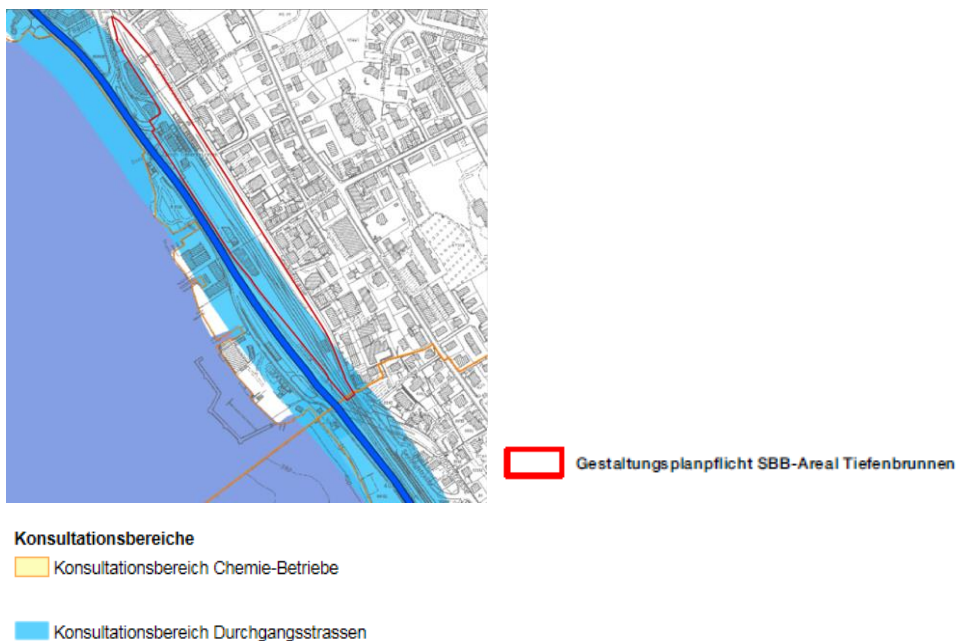 Gestaltungsplanpflicht SBB-Areal Tiefenbrunnen
Konsultationsbereiche
Konsultationsbereich Chemie-Betriebe
Konsultationsbereich Durchgangsstrassen